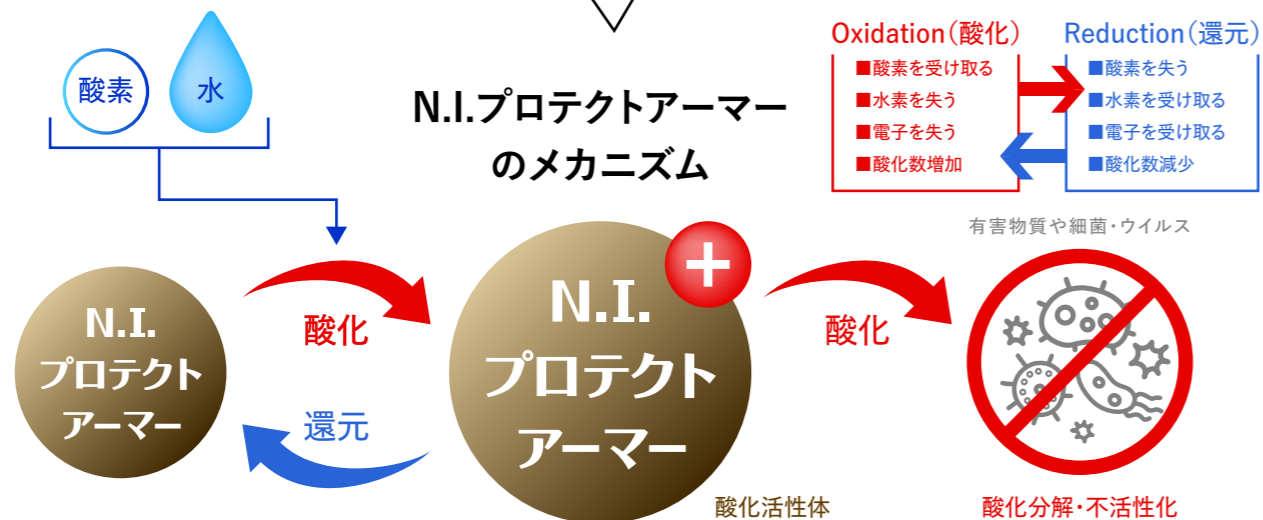 酸素
水
N.I.プロテクトアーマー
のメカニズム
Oxidation(酸化)
■酸素を受け取る
■水素を失う
■電子を失う
■酸化数増加
Reduction(還元)
■酸素を失う
■水素を受け取る
■電子を受け取る
■酸化数減少
N.I.
プロテクト
アーマー
酸化
還元
N.I.
プロテクト
アーマー
+
酸化活性体
酸化
有害物質や細菌・ウイルス
酸化分解・不活性化